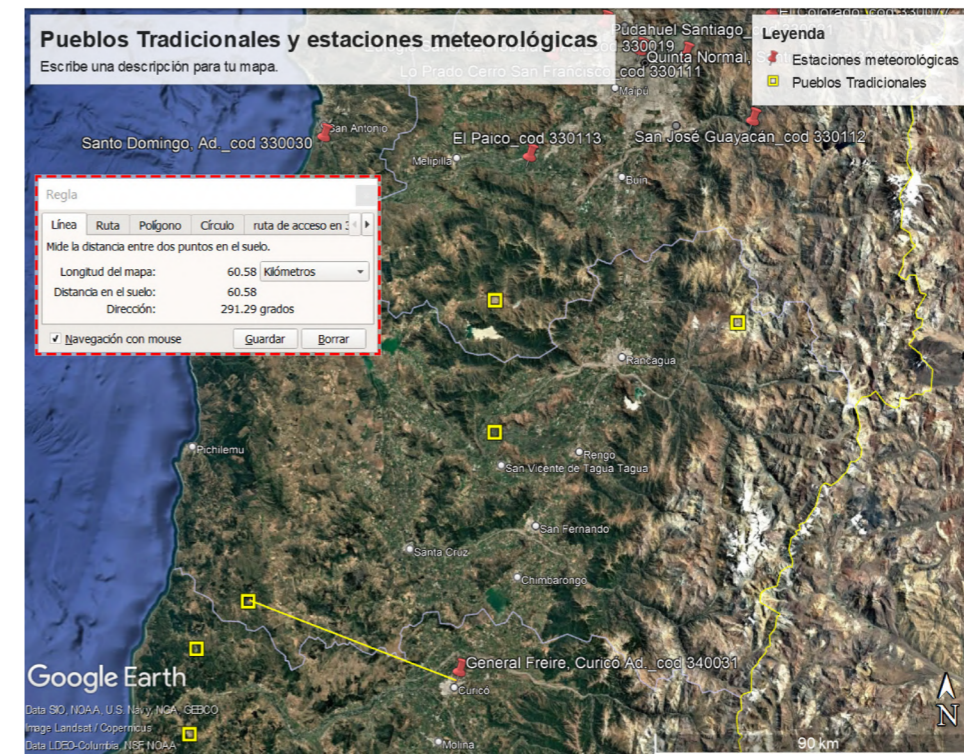 Pueblos Tradicionales y estaciones meteorológicas
Escribe una descripción para tu mapa.
El Colorado, cod 330077
Pudahuel Santiago_
330019
Quinta Normal,
Lo Prado Cerro San Francisco_cod 330111
Leyenda
Estaciones meteorológicas
Pueblos Tradicionales
Maipú
San Antonio
Santo Domingo, Ad._cod 330030
El Paico_cod 330113
San José Guayacán_cod 330112
Melipilla
Buin
Regla
Línea
Ruta
Polígono
Círculo
ruta de acceso en
Mide la distancia entre dos puntos en el suelo.
Longitud del mapa: 60.58 Kilómetros
Distancia en el suelo: 60.58
Dirección: 291.29 grados
Navegación con mouse
Guardar
Borrar
Rancagua
Pichilemu
Rengo
San Vicente de Tagua Tagua
San Fernando
Santa Cruz
Chimbarongo
General Freire, Curicó Ad._cod 340031
Curicó
Molina
Google Earth
Data SIO, NOAA, U.S. Navy, NGA, GEBCO
Image Landsat / Copernicus
Data LDEO-Columbia, NSF, NOAA
N
90 km